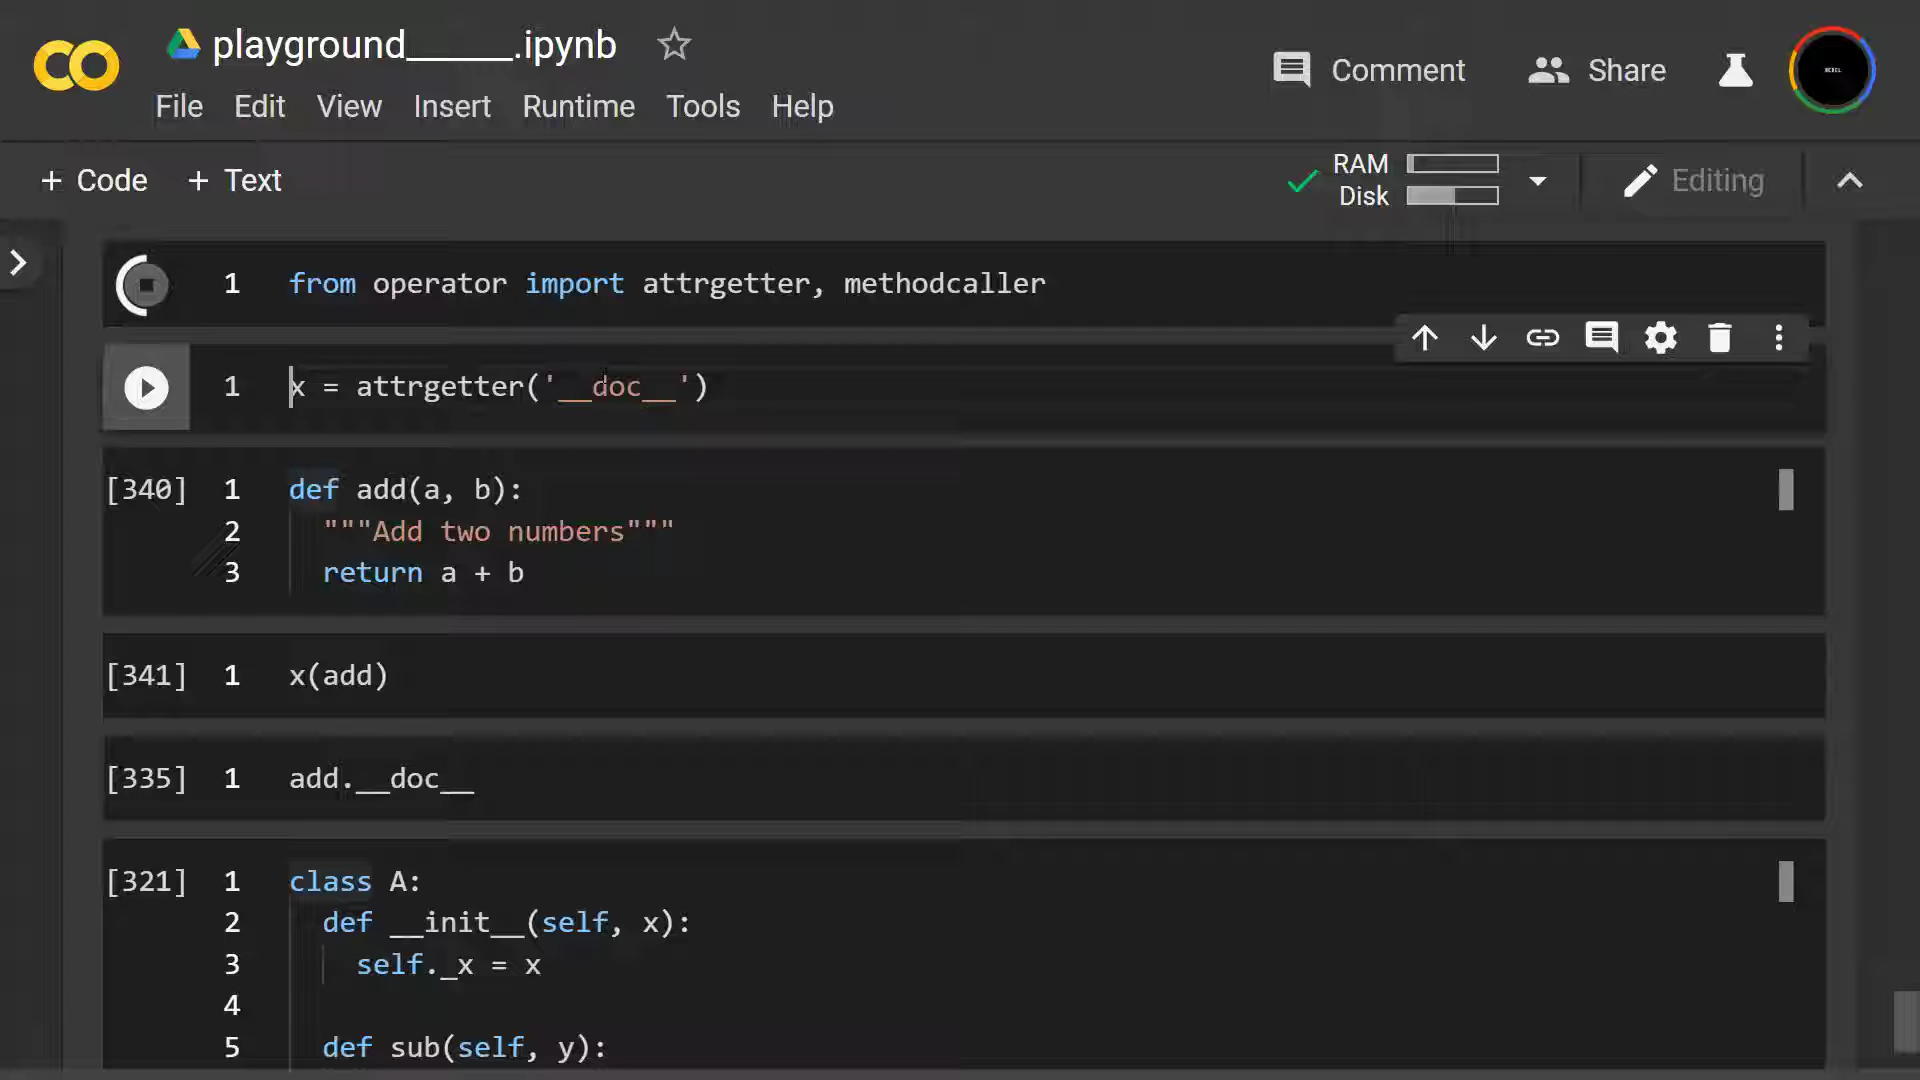 playground______.ipynb
Comment
Share
File Edit View Insert Runtime Tools Help
+ Code + Text
RAM
Disk
Editing
1 from operator import attrgetter, methodcaller
1 x = attrgetter('__doc__')
[340] 1 def add(a, b):
2 """Add two numbers"""
3 return a + b
[341] 1 x(add)
[335] 1 add.__doc__
[321] 1 class A:
2 def __init__(self, x):
3 self._x = x
4
5 def sub(self, y):